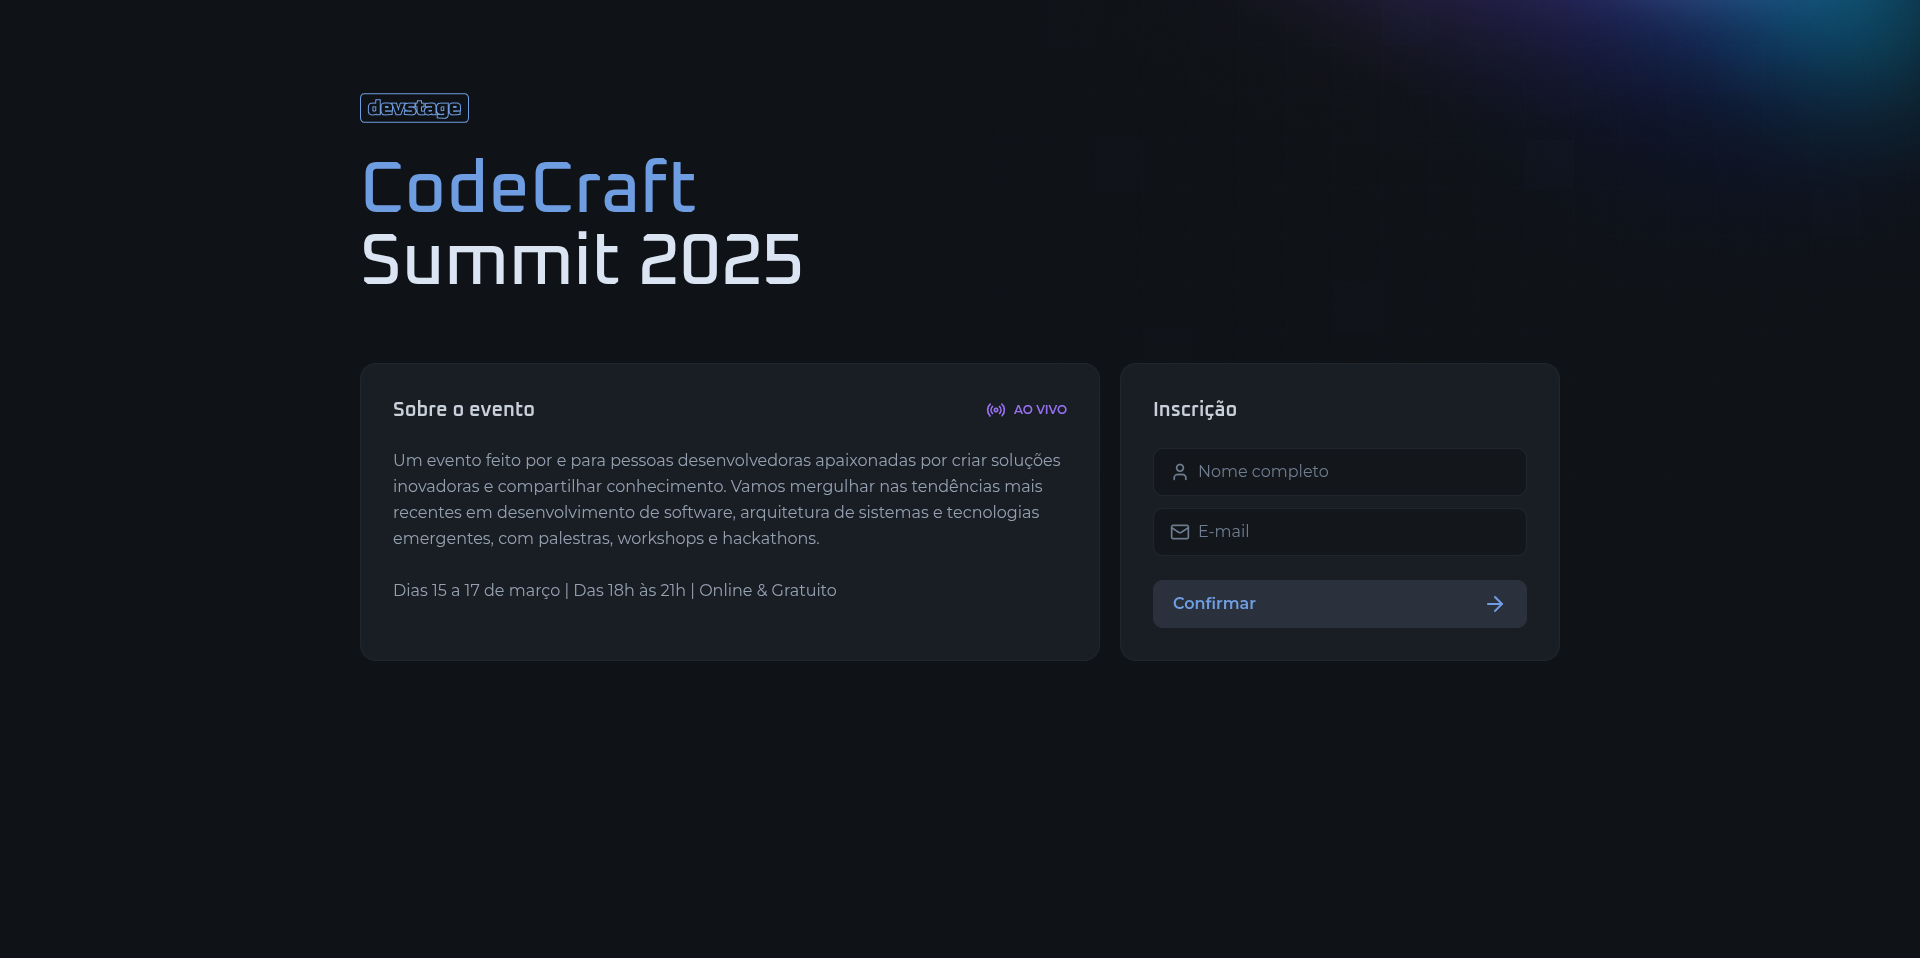 devstage
CodeCraft
Summit 2025
Sobre o evento
AO VIVO
Um evento feito por e para pessoas desenvolvedoras apaixonadas por criar soluções
inovadoras e compartilhar conhecimento. Vamos mergulhar nas tendências mais
recentes em desenvolvimento de software, arquitetura de sistemas e tecnologias
emergentes, com palestras, workshops e hackathons.
Dias 15 a 17 de março | Das 18h às 21h | Online & Gratuito
Inscrição
Nome completo
E-mail
Confirmar